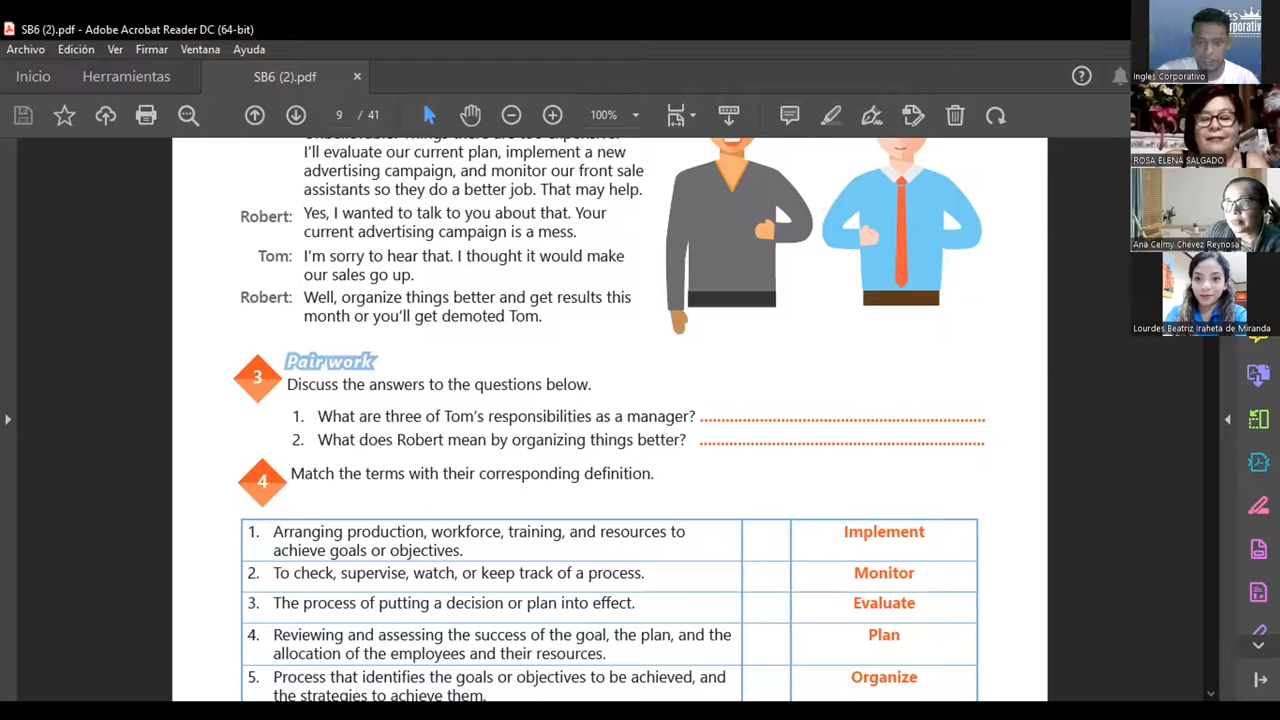 SB6 (2).pdf - Adobe Acrobat Reader DC (64-bit)
Archivo Edición Ver Firmar Ventana Ayuda
Inicio Herramientas SB6 (2).pdf ×
9 / 41 100%
I'll evaluate our current plan, implement a new
advertising campaign, and monitor our front sale
assistants so they do a better job. That may help.
Robert: Yes, I wanted to talk to you about that. Your
current advertising campaign is a mess.
Tom: I'm sorry to hear that. I thought it would make
our sales go up.
Robert: Well, organize things better and get results this
month or you'll get demoted Tom.
3 Pair work
Discuss the answers to the questions below.
1. What are three of Tom's responsibilities as a manager?
2. What does Robert mean by organizing things better?
4 Match the terms with their corresponding definition.
1. Arranging production, workforce, training, and resources to
achieve goals or objectives.
Implement
2. To check, supervise, watch, or keep track of a process.
Monitor
3. The process of putting a decision or plan into effect.
Evaluate
4. Reviewing and assessing the success of the goal, the plan, and the
allocation of the employees and their resources.
Plan
5. Process that identifies the goals or objectives to be achieved, and
the strategies to achieve them.
Organize
Ingles Corporativo
ROSA ELENA SALGADO
Ana Celmy Chévez Reynosa
Lourdes Beatriz Iraheta de Miranda